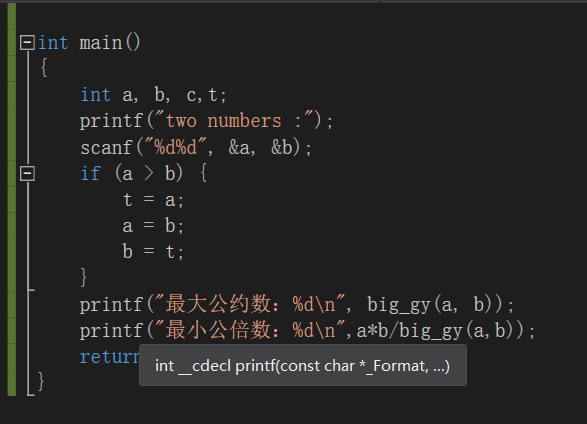 int main()
{
int a, b, c,t;
printf("two numbers :");
scanf("%d%d", &a, &b);
if (a > b) {
t = a;
a = b;
b = t;
}
printf("最大公约数：%d\n", big_gy(a, b));
printf("最小公倍数：%d\n",a*b/big_gy(a,b));
return
int __cdecl printf(const char *_Format, ...)
}